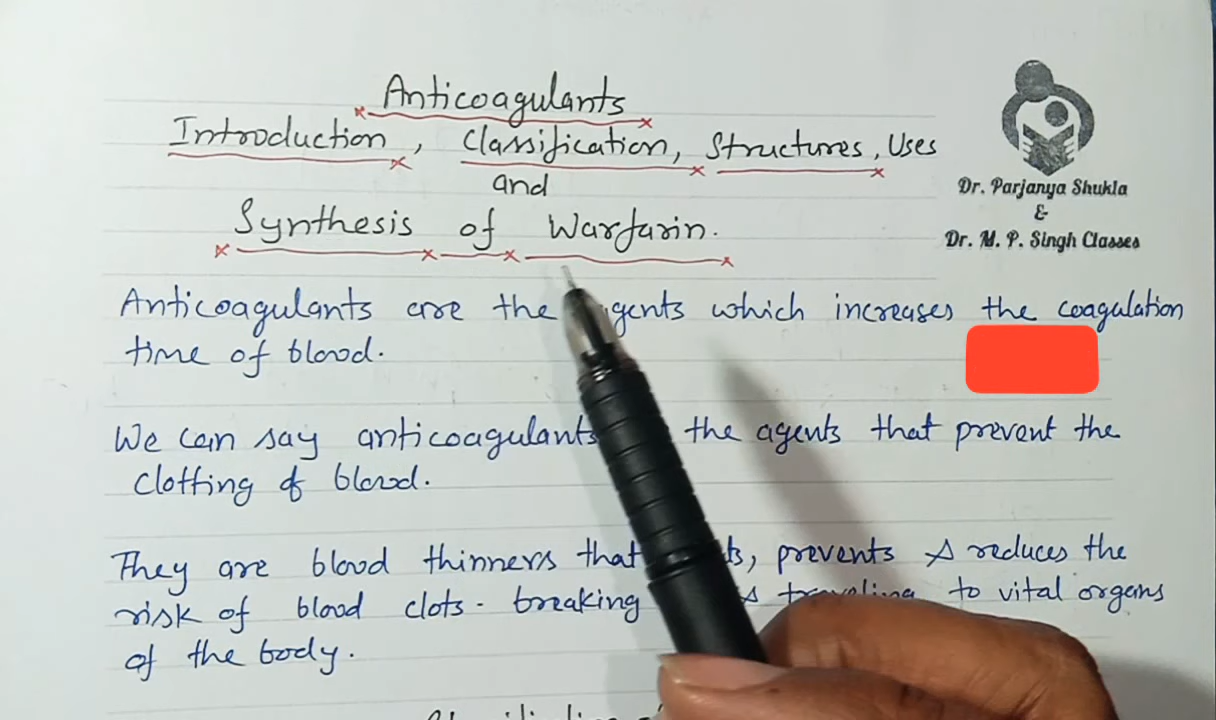 Anticoagulants
Introduction, Classification, Structures, Uses
and
Synthesis of Warfarin.
Dr. Parjanya Shukla
&
Dr. M. P. Singh Classes
Anticoagulants are the agents which increases the coagulation
time of blood.
We can say anticoagulants the agents that prevent the
clotting of blood.
They are blood thinners that prevents & reduces the
risk of blood clots. breaking traveling to vital organs
of the body.